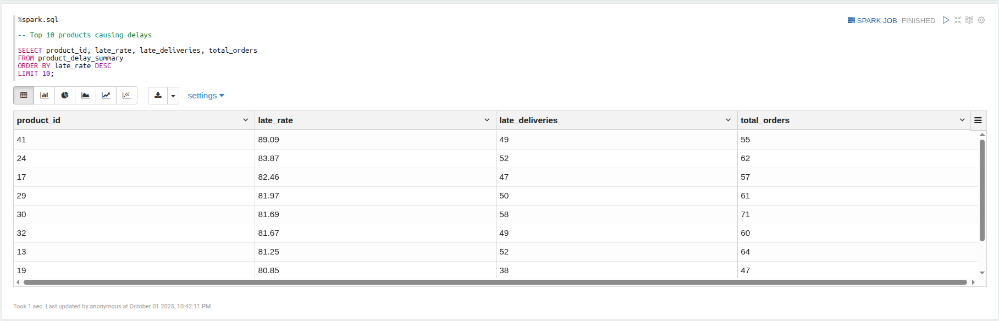 %spark.sql
SPARK JOB FINISHED
-- Top 10 products causing delays
SELECT product_id, late_rate, late_deliveries, total_orders
FROM product_delay_summary
ORDER BY late_rate DESC
LIMIT 10;
settings
product_id late_rate late_deliveries total_orders
41 89.09 49 55
24 83.87 52 62
17 82.46 47 57
29 81.97 50 61
30 81.69 58 71
32 81.67 49 60
13 81.25 52 64
19 80.85 38 47
Took 1 sec. Last updated by anonymous at October 01 2025, 10:42:11 PM.